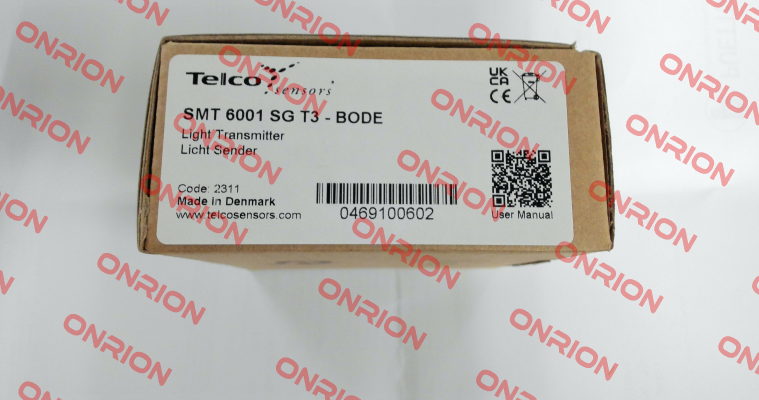 Telco sensors
SMT 6001 SG T3 - BODE
Light Transmitter
Licht Sender
Code: 2311
Made in Denmark
www.telcosensors.com
0469100602
UK CA
CE
User Manual
ONRION